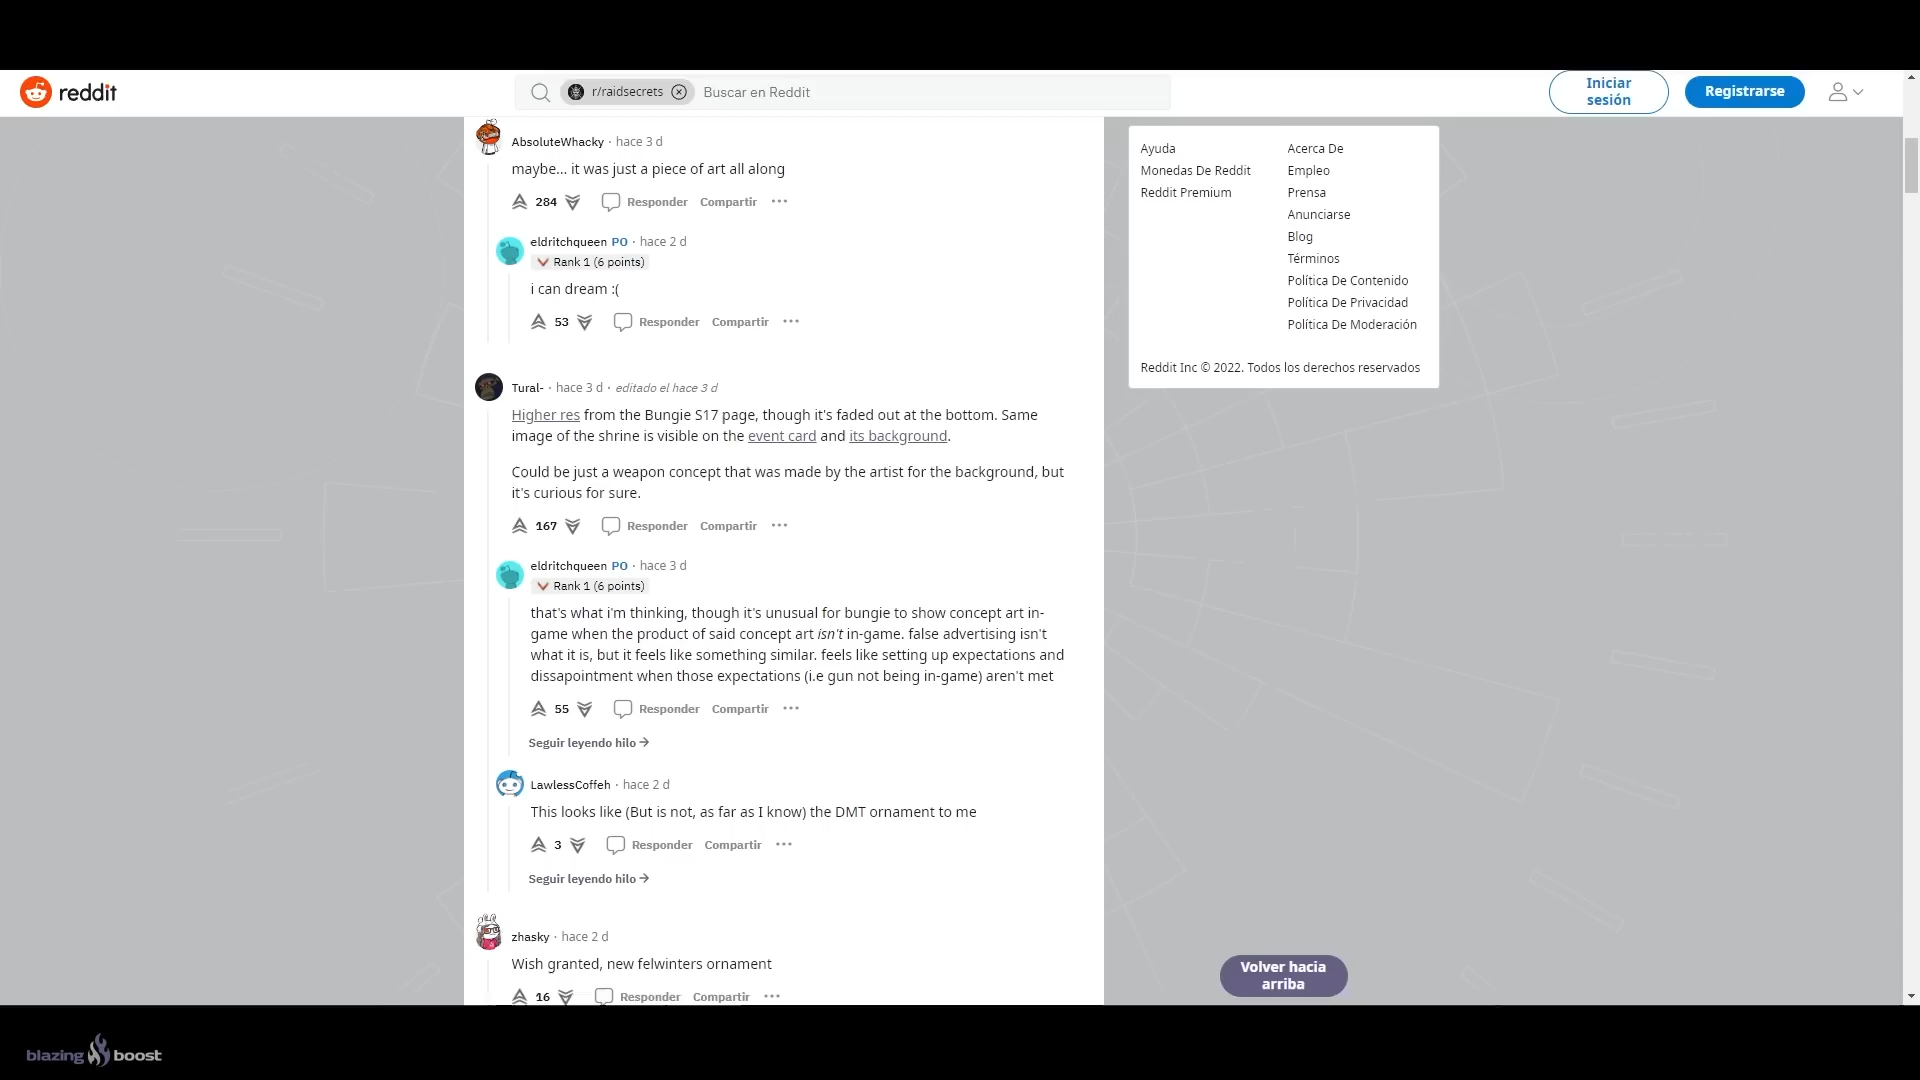 reddit
r/raidsecrets
Buscar en Reddit
Iniciar
sesión
Registrarse
AbsoluteWhacky · hace 3 d
maybe... it was just a piece of art all along
284 Responder Compartir ···
eldritchqueen PO · hace 2 d
Rank 1 (6 points)
i can dream :(
53 Responder Compartir ···
Tural- · hace 3 d · editado el hace 3 d
Higher res from the Bungie S17 page, though it's faded out at the bottom. Same
image of the shrine is visible on the event card and its background.
Could be just a weapon concept that was made by the artist for the background, but
it's curious for sure.
167 Responder Compartir ···
eldritchqueen PO · hace 3 d
Rank 1 (6 points)
that's what i'm thinking, though it's unusual for bungie to show concept art in-
game when the product of said concept art isn't in-game. false advertising isn't
what it is, but it feels like something similar. feels like setting up expectations and
dissapointment when those expectations (i.e gun not being in-game) aren't met
55 Responder Compartir ···
Seguir leyendo hilo →
LawlessCoffeh · hace 2 d
This looks like (But is not, as far as I know) the DMT ornament to me
3 Responder Compartir ···
Seguir leyendo hilo →
zhasky · hace 2 d
Wish granted, new felwinters ornament
16 Responder Compartir ···
Ayuda
Monedas De Reddit
Reddit Premium
Acerca De
Empleo
Prensa
Anunciarse
Blog
Términos
Política De Contenido
Política De Privacidad
Política De Moderación
Reddit Inc © 2022. Todos los derechos reservados
Volver hacia
arriba
blazing boost